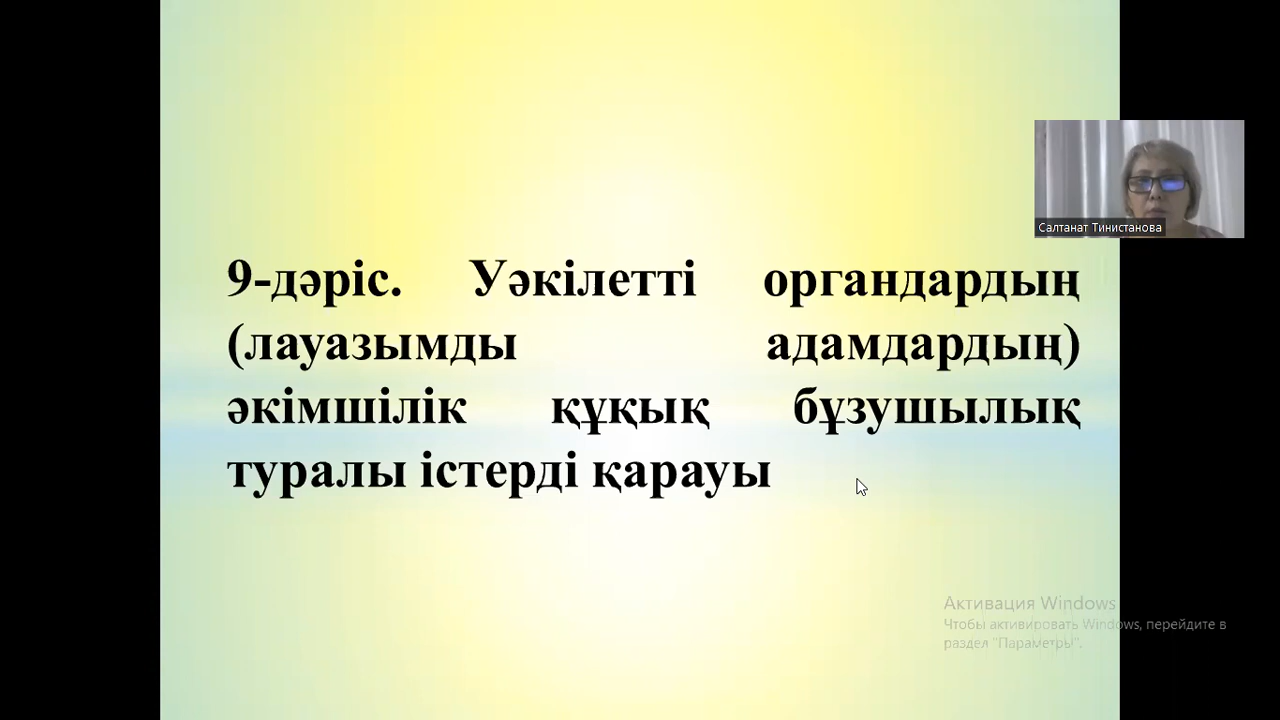 9-дәріс. Уәкілетті органдардың
(лауазымды адамдардың)
әкімшілік құқық бұзушылық
туралы істерді қарауы
Салтанат Тинистанова
Активация Windows
Чтобы активировать Windows, перейдите в
раздел "Параметры".